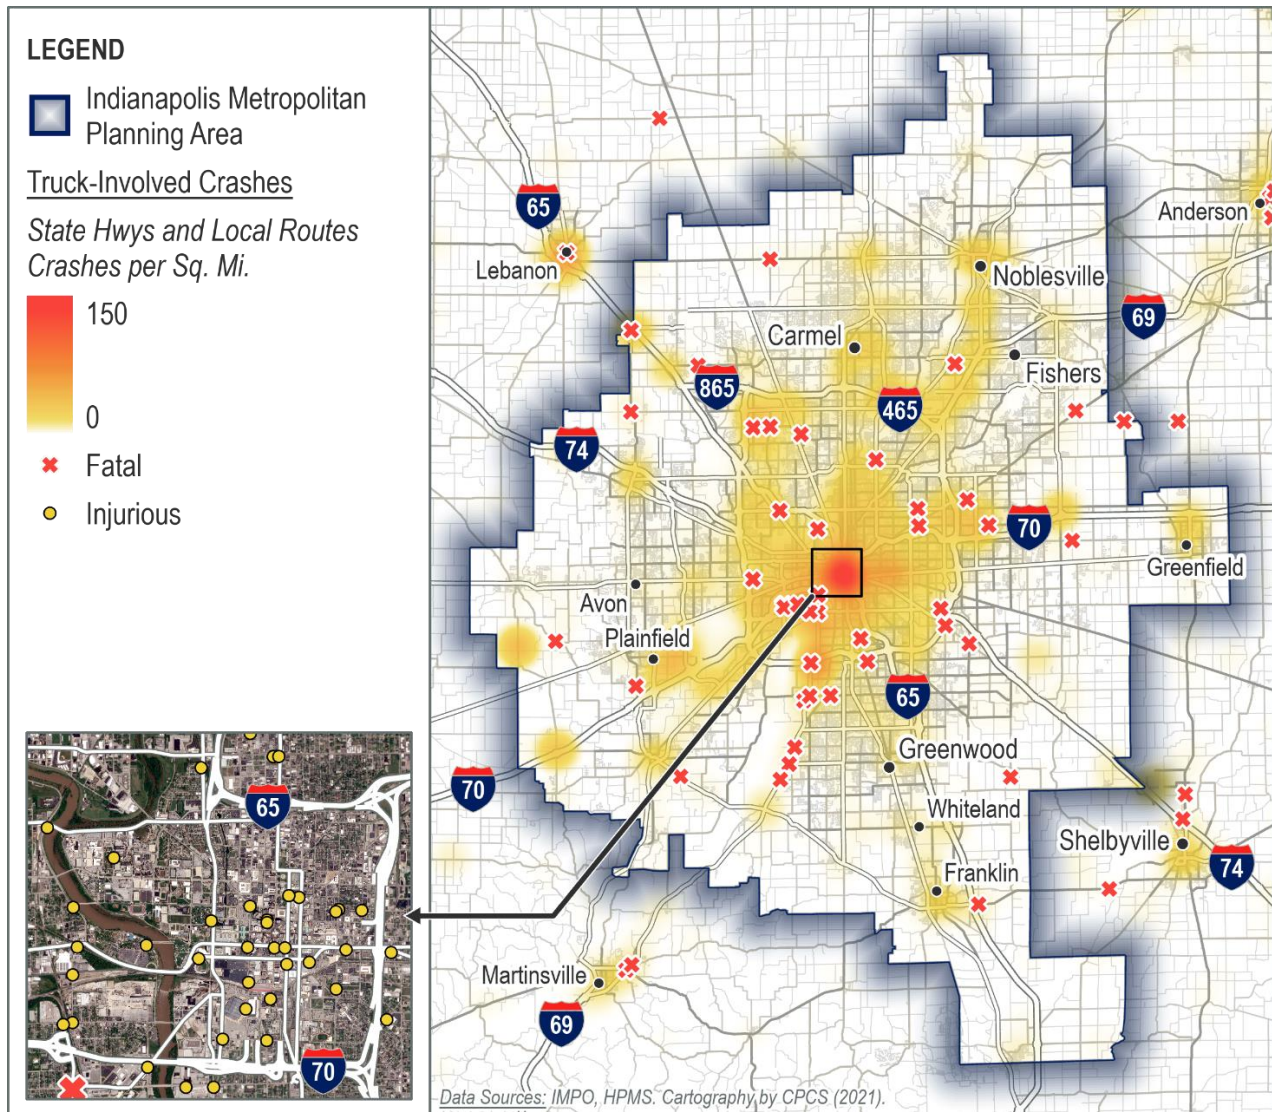 LEGEND
Indianapolis Metropolitan
Planning Area
Truck-Involved Crashes
State Hwys and Local Routes
Crashes per Sq. Mi.
150
0
Fatal
Injurious
65
70
65
Lebanon
Anderson
Noblesville
69
Carmel
Fishers
865
465
74
70
Greenfield
Avon
Plainfield
65
Greenwood
70
Whiteland
Shelbyville
74
Franklin
Martinsville
69
Data Sources: IMPO, HPMS. Cartography by CPCS (2021).